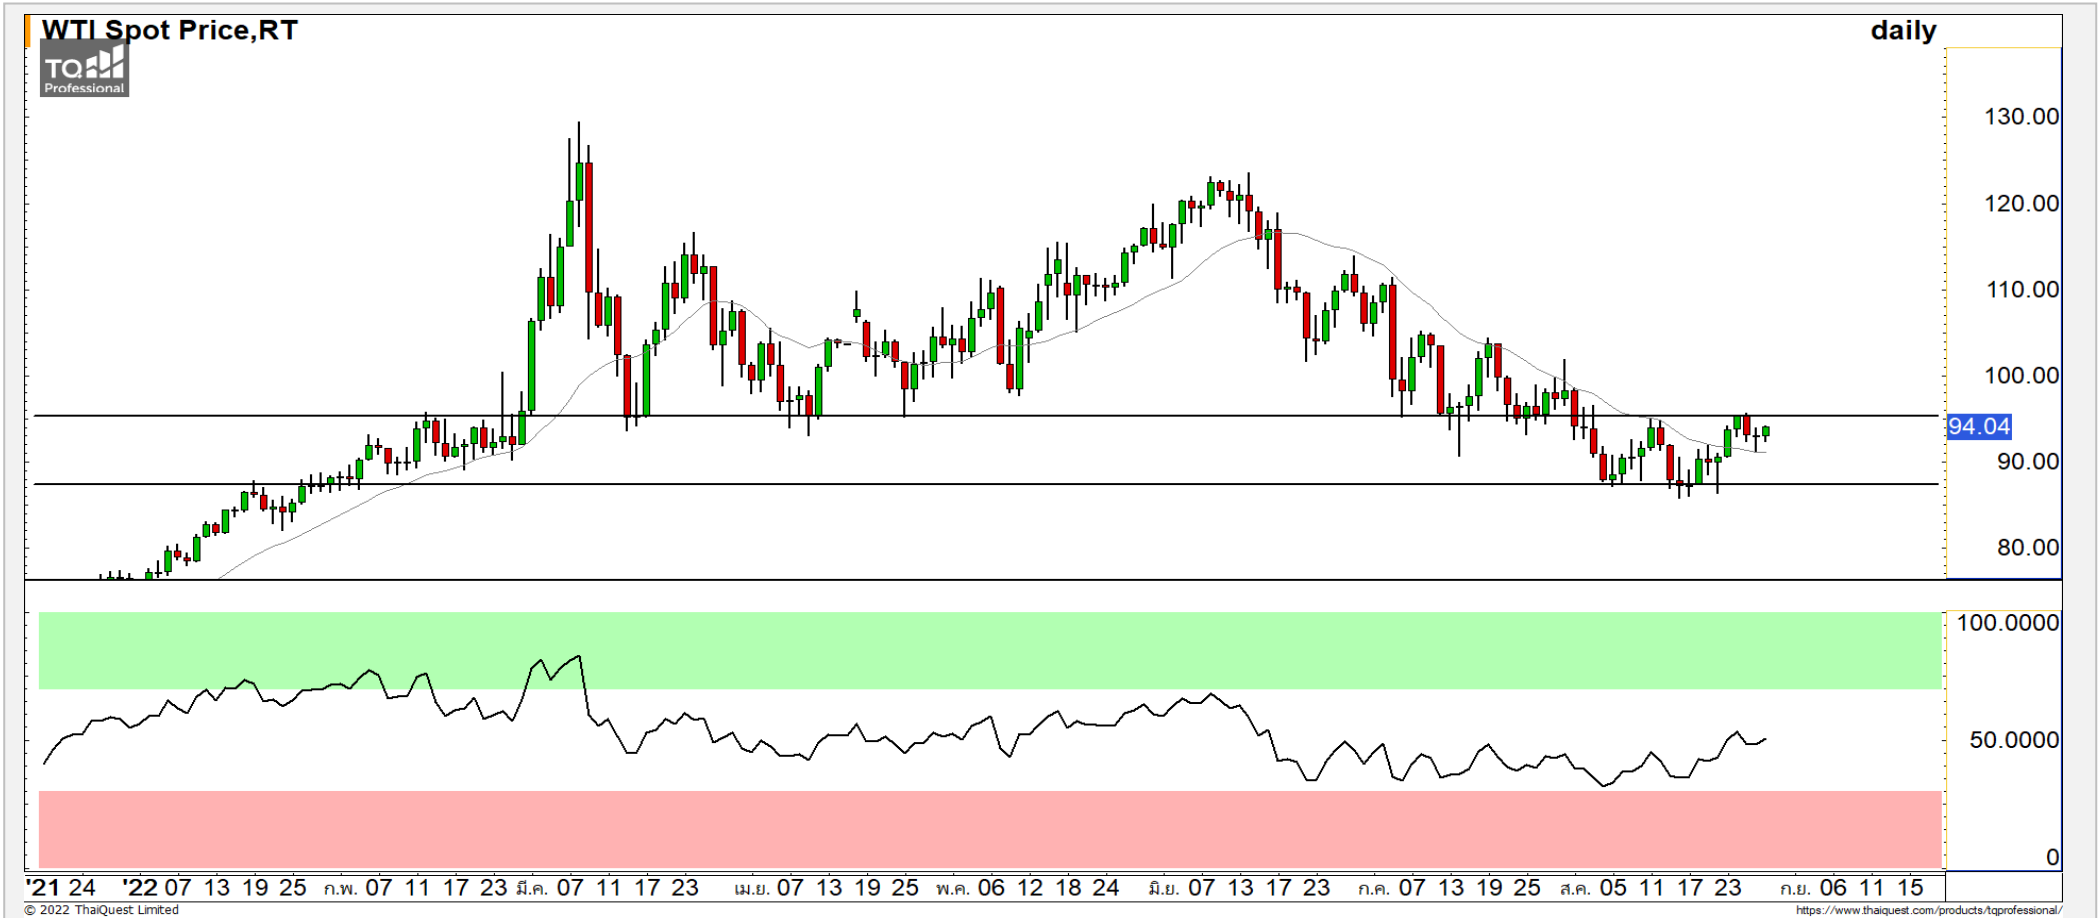 WTI Spot Price,RT
daily
TQ
Professional
130.00
120.00
110.00
100.00
94.04
90.00
80.00
100.0000
50.0000
0
'21 24 '22 07 13 19 25 ก.พ. 07 11 17 23 มี.ค. 07 11 17 23 เม.ย. 07 13 19 25 พ.ค. 06 12 18 24 มิ.ย. 07 13 17 23 ก.ค. 07 13 19 25 ส.ค. 05 11 17 23 ก.ย. 06 11 15
© 2022 ThaiQuest Limited
https://www.thaiquest.com/products/tqprofessional/